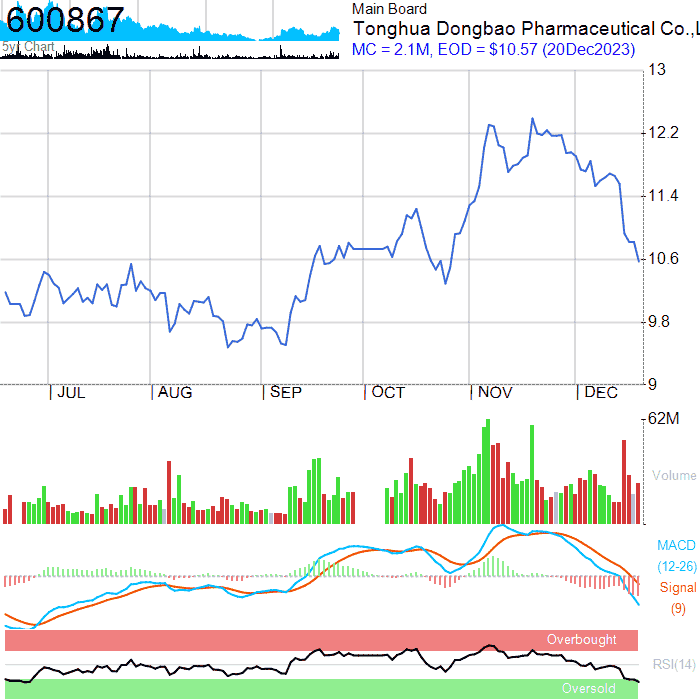 600867
5yr Chart
Main Board
Tonghua Dongbao Pharmaceutical Co.,L
MC = 2.1M, EOD = $10.57 (20Dec2023)
13
12.2
11.4
10.6
9.8
9
JUL AUG SEP OCT NOV DEC
62M
Volume
MACD
(12-26)
Signal
(9)
Overbought
RSI(14)
Oversold